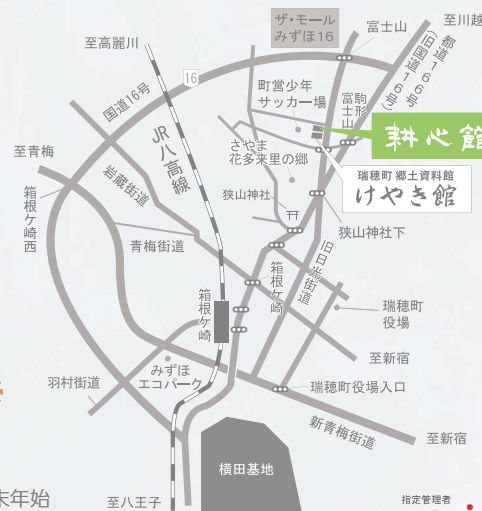 ザ・モール
みずほ16
富士山
至川越
至高麗川
16
国道16号
町営少年
サッカー場
富士山
駒形
都道166号
(旧国道16号)
耕心館
JR八高線
さやま
花多来里の郷
瑞穂町 郷土資料館
けやき館
至青梅
岩蔵街道
狭山神社
箱根ケ崎西
青梅街道
狭山神社下
旧日光街道
箱根ケ崎
箱根ケ崎
瑞穂町
役場
みずほ
エコパーク
至新宿
羽村街道
瑞穂町役場入口
新青梅街道
至新宿
横田基地
末年始
至八王子
指定管理者